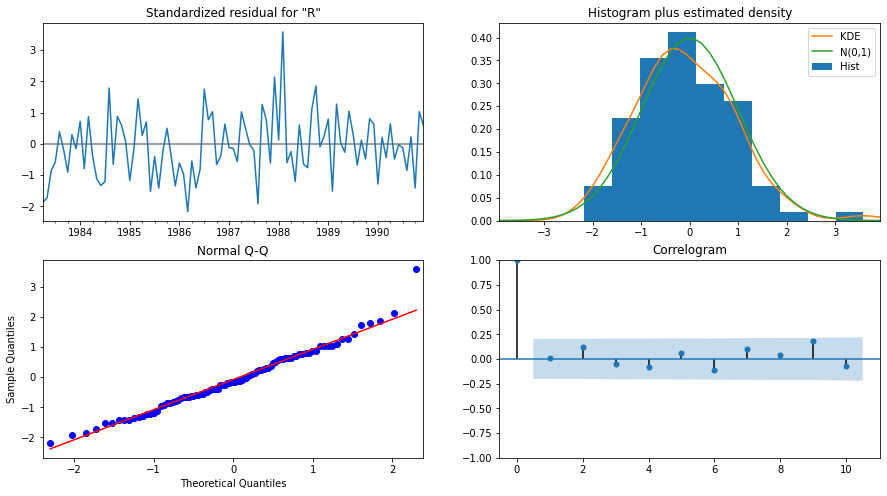 Standardized residual for "R"
3
2
1
0
−1
−2
1984 1985 1986 1987 1988 1989 1990
Histogram plus estimated density
KDE
N(0,1)
Hist
0.40
0.35
0.30
0.25
0.20
0.15
0.10
0.05
0.00
−3 −2 −1 0 1 2 3
Normal Q-Q
Sample Quantiles
3
2
1
0
−1
−2
−2 −1 0 1 2
Theoretical Quantiles
Correlogram
1.00
0.75
0.50
0.25
0.00
−0.25
−0.50
−0.75
−1.00
0 2 4 6 8 10